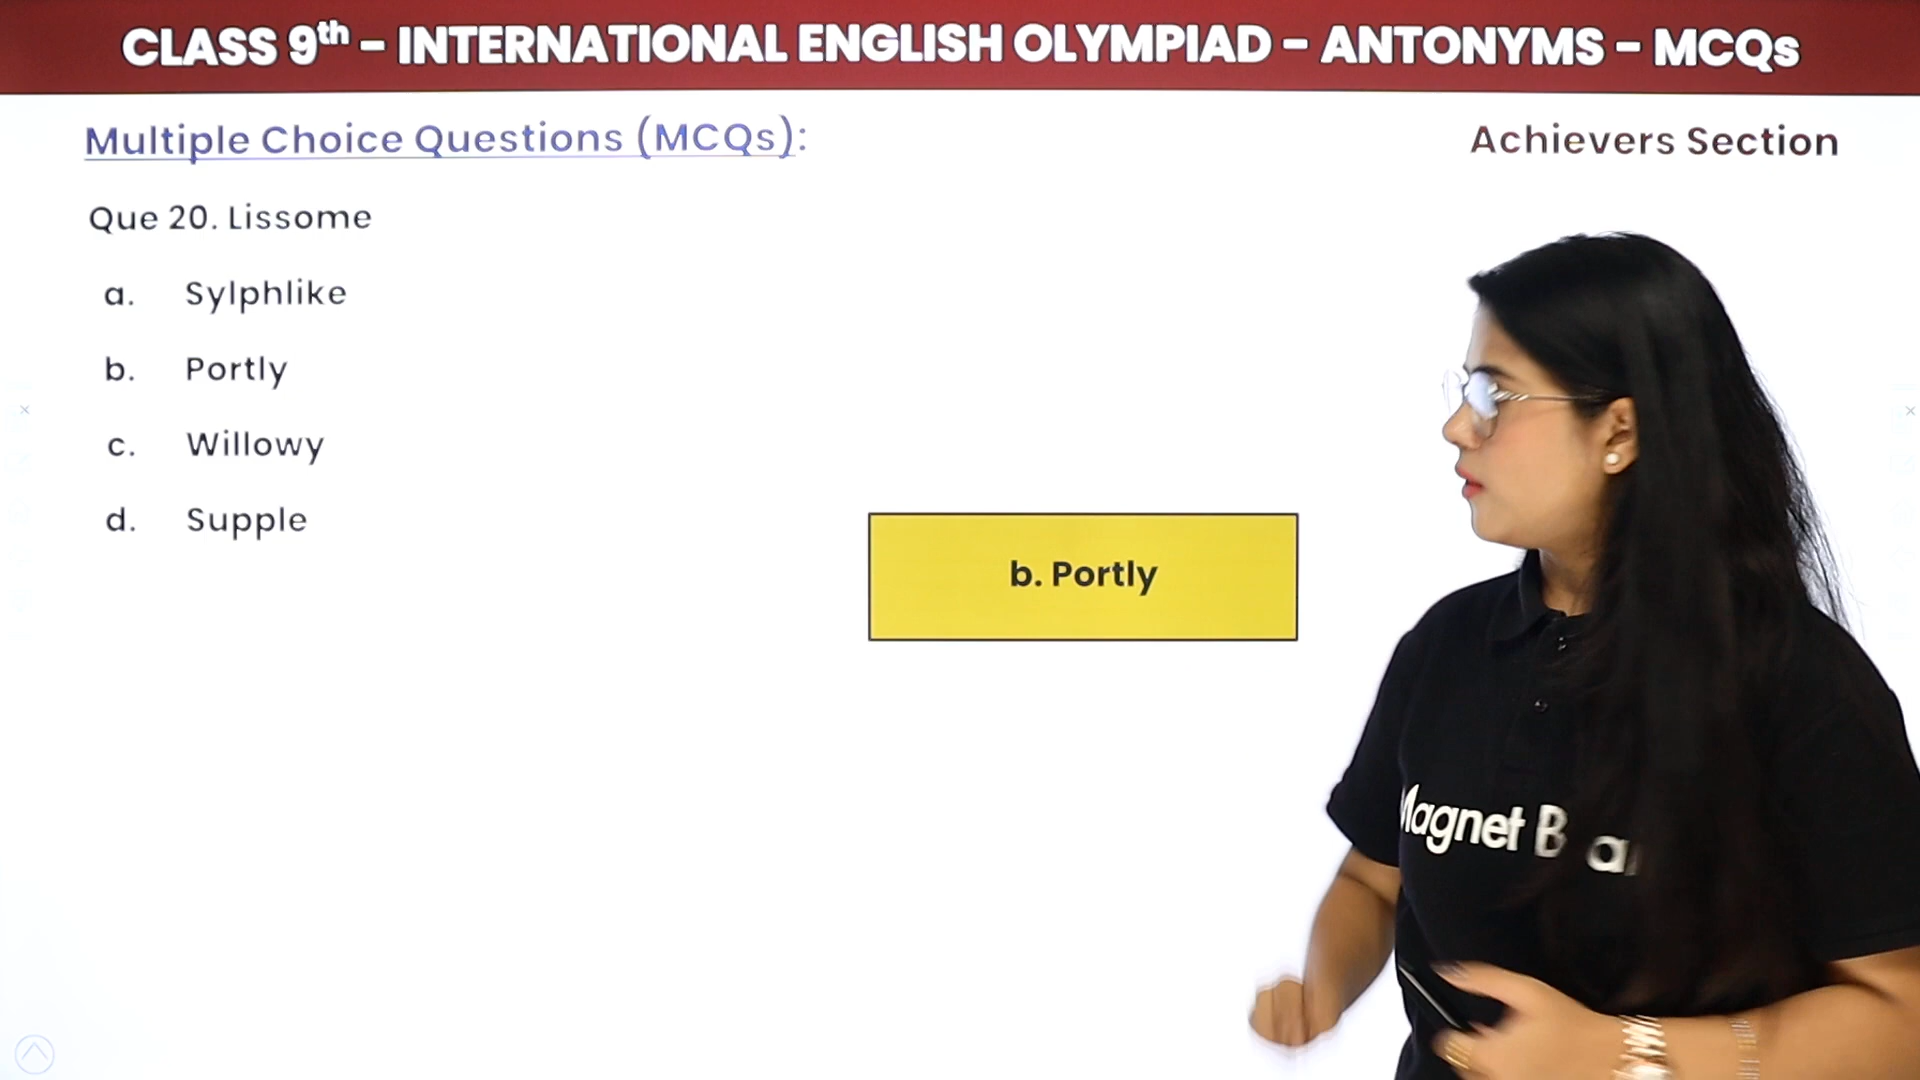 CLASS 9th – INTERNATIONAL ENGLISH OLYMPIAD – ANTONYMS – MCQs
Multiple Choice Questions (MCQs):
Achievers Section
Que 20. Lissome
a. Sylphlike
b. Portly
c. Willowy
d. Supple
b. Portly
Magnet B a